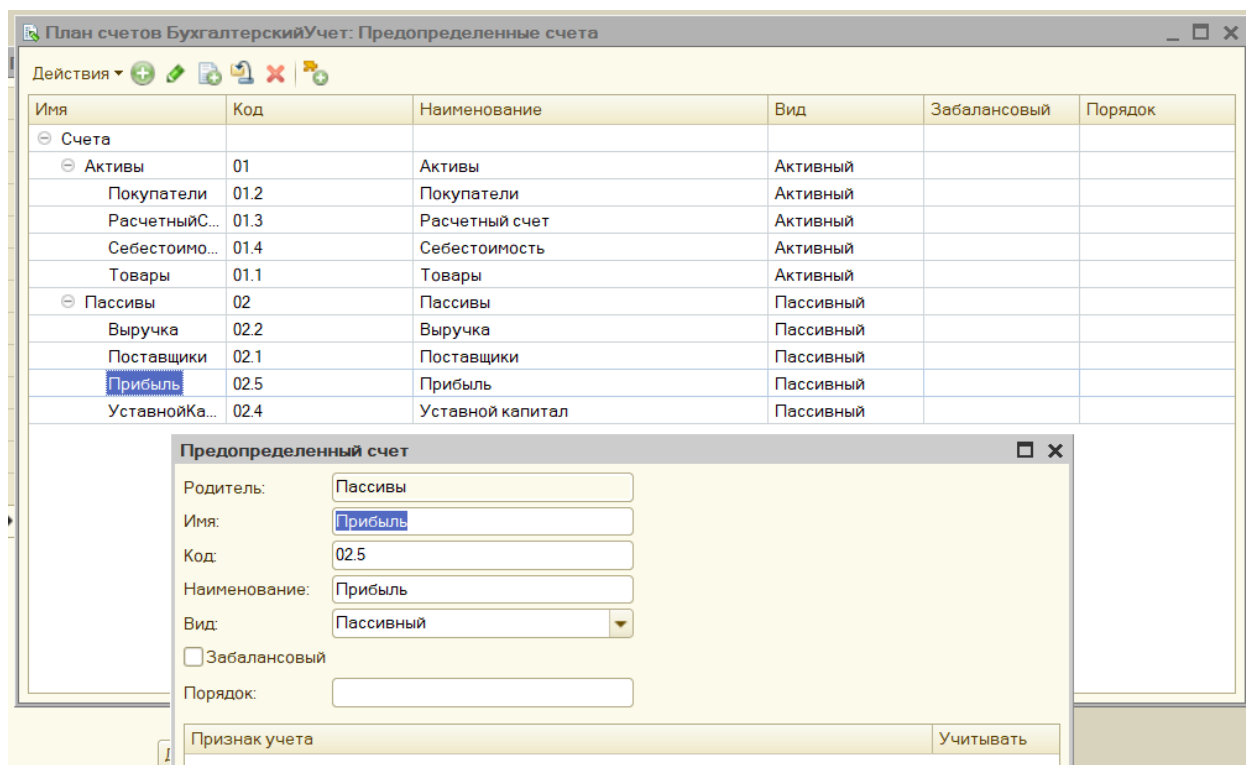 План счетов БухгалтерскийУчет: Предопределенные счета
Действия
Имя Код Наименование Вид Забалансовый Порядок
Счета
Активы 01 Активы Активный
Покупатели 01.2 Покупатели Активный
РасчетныйС... 01.3 Расчетный счет Активный
Себестоимо... 01.4 Себестоимость Активный
Товары 01.1 Товары Активный
Пассивы 02 Пассивы Пассивный
Выручка 02.2 Выручка Пассивный
Поставщики 02.1 Поставщики Пассивный
Прибыль 02.5 Прибыль Пассивный
УставнойКа... 02.4 Уставной капитал Пассивный
Предопределенный счет
Родитель: Пассивы
Имя: Прибыль
Код: 02.5
Наименование: Прибыль
Вид: Пассивный
Забалансовый
Порядок:
Признак учета Учитывать